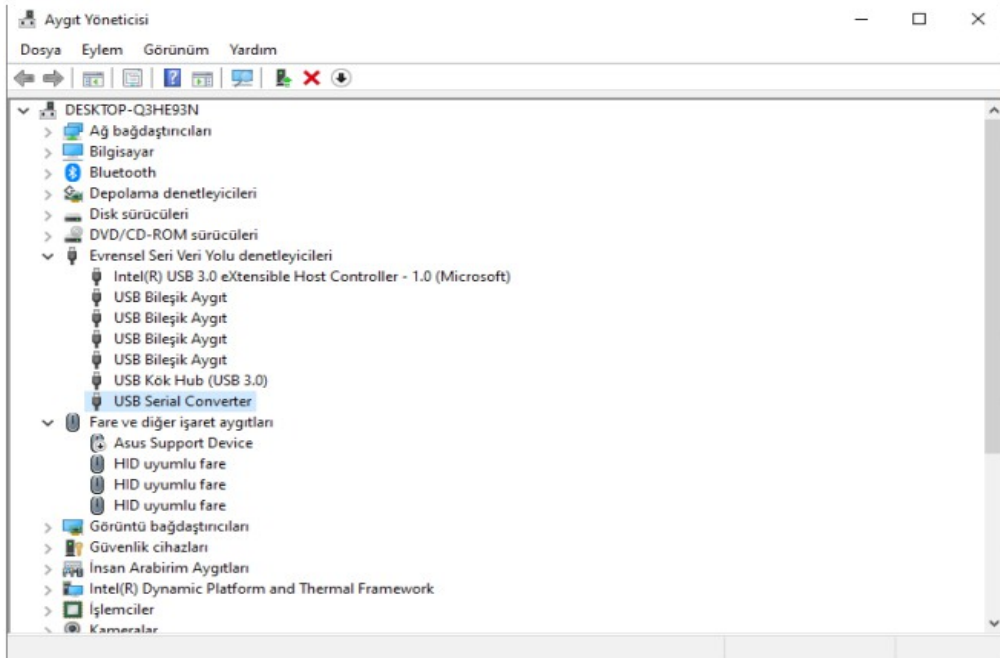 Aygıt Yöneticisi
Dosya Eylem Görünüm Yardım
DESKTOP-Q3HE93N
Ağ bağdaştırıcıları
Bilgisayar
Bluetooth
Depolama denetleyicileri
Disk sürücüleri
DVD/CD-ROM sürücüleri
Evrensel Seri Veri Yolu denetleyicileri
Intel(R) USB 3.0 eXtensible Host Controller - 1.0 (Microsoft)
USB Bileşik Aygıt
USB Bileşik Aygıt
USB Bileşik Aygıt
USB Bileşik Aygıt
USB Kök Hub (USB 3.0)
USB Serial Converter
Fare ve diğer işaret aygıtları
Asus Support Device
HID uyumlu fare
HID uyumlu fare
HID uyumlu fare
Görüntü bağdaştırıcıları
Güvenlik cihazları
İnsan Arabirim Aygıtları
Intel(R) Dynamic Platform and Thermal Framework
İşlemciler
Kameralar